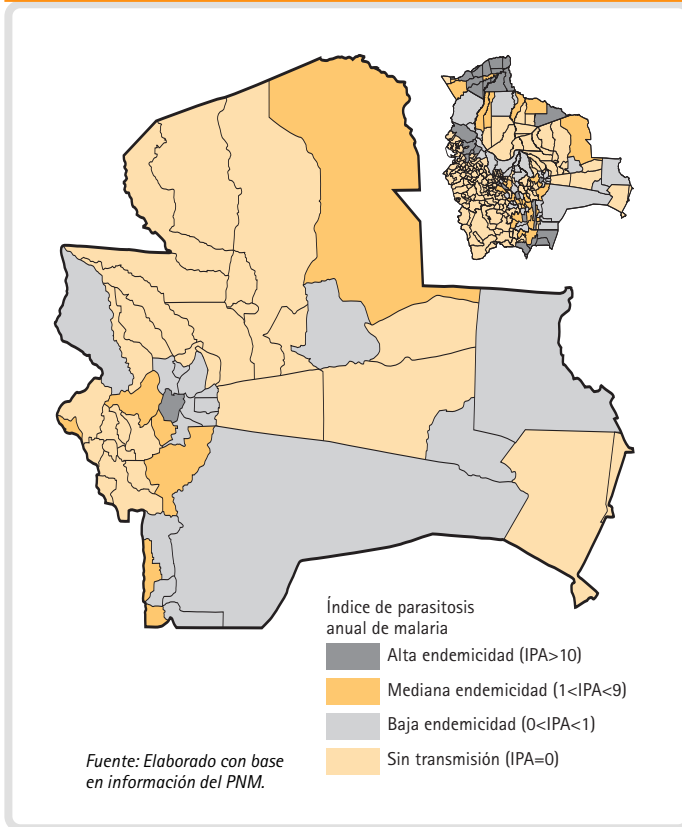 Índice de parasitosis
anual de malaria
Alta endemicidad (IPA>10)
Mediana endemicidad (1<IPA<9)
Baja endemicidad (0<IPA<1)
Sin transmisión (IPA=0)
Fuente: Elaborado con base
en información del PNM.